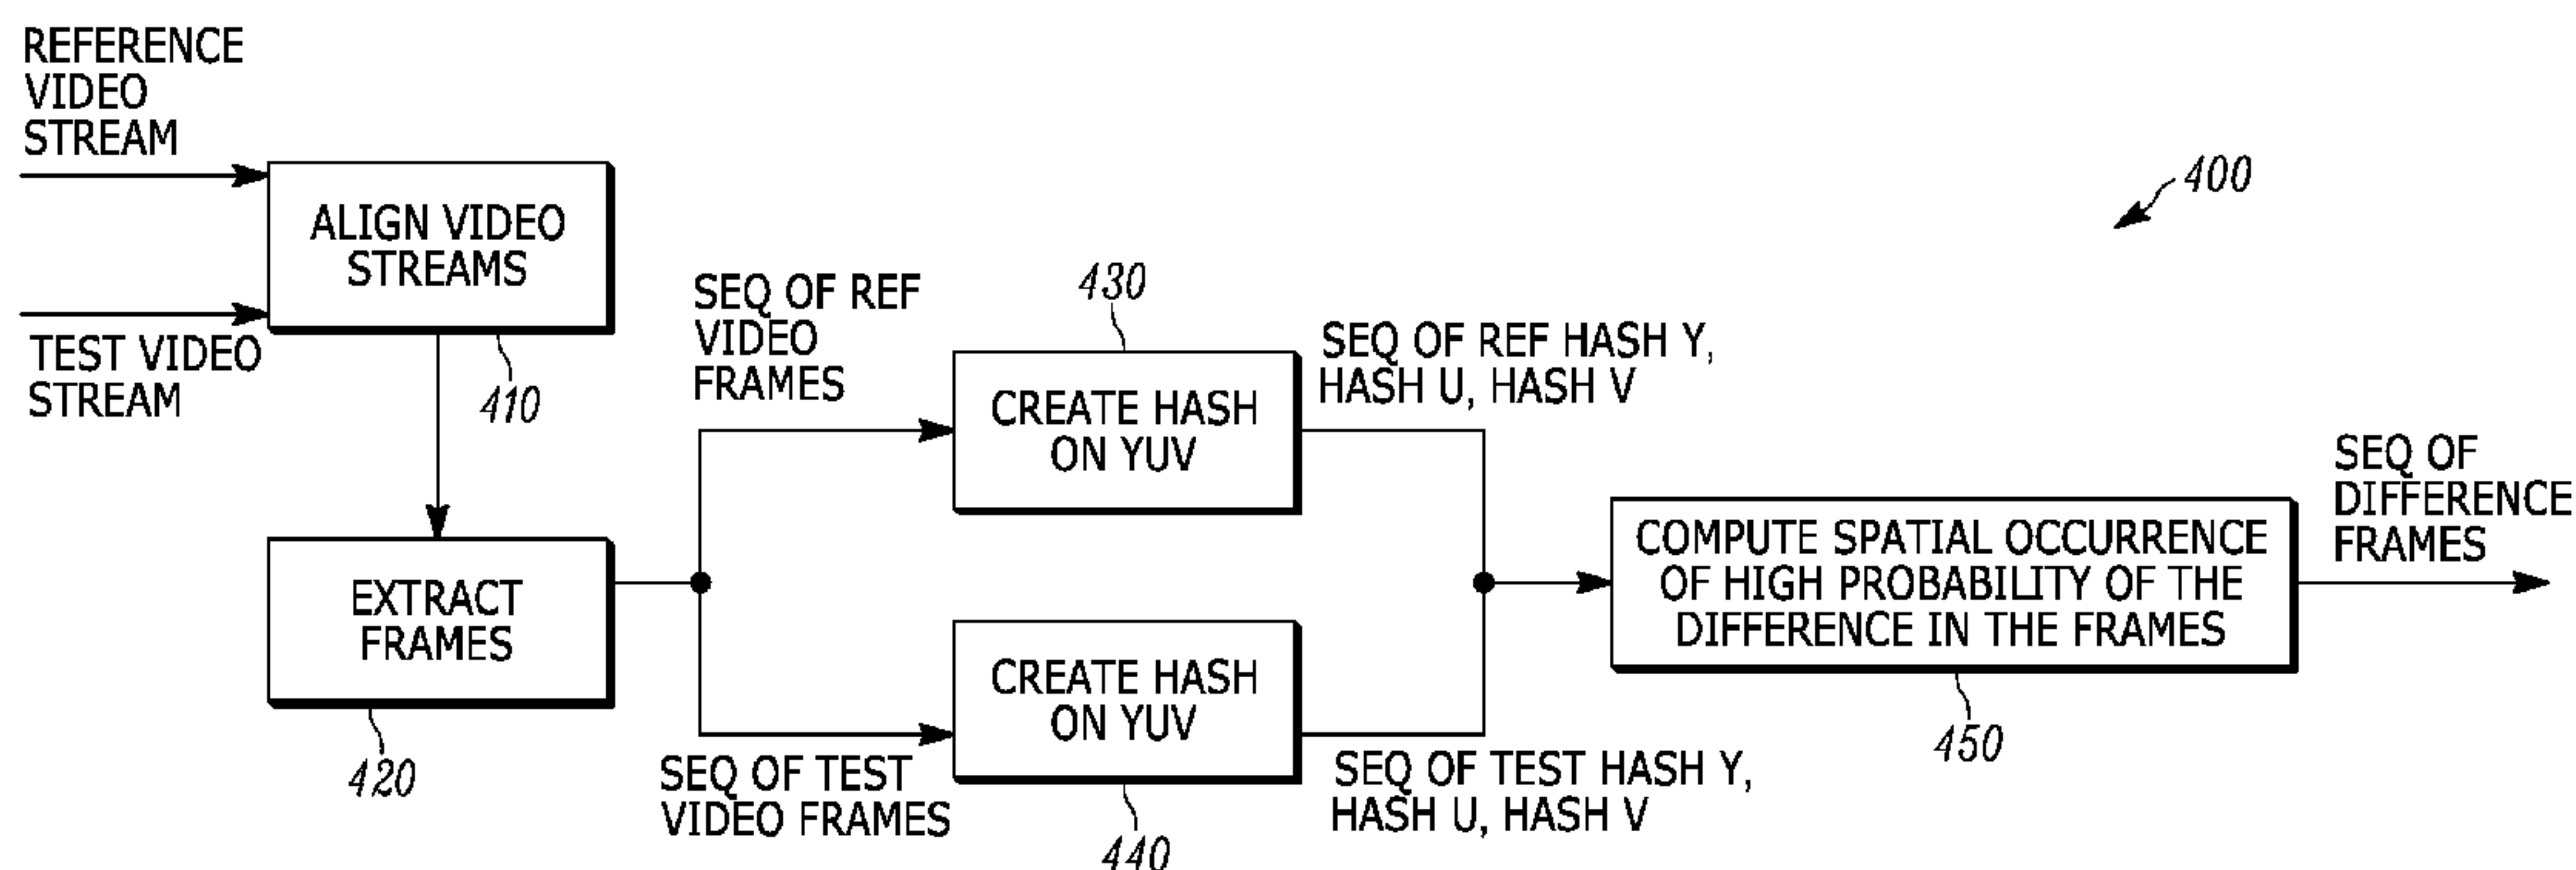 REFERENCE
VIDEO
STREAM
ALIGN VIDEO
STREAMS
TEST VIDEO
STREAM
410
EXTRACT
FRAMES
420
SEQ OF REF
VIDEO
FRAMES
430
CREATE HASH
ON YUV
SEQ OF REF HASH Y,
HASH U, HASH V
SEQ OF TEST
VIDEO FRAMES
CREATE HASH
ON YUV
440
SEQ OF TEST HASH Y,
HASH U, HASH V
400
COMPUTE SPATIAL OCCURRENCE
OF HIGH PROBABILITY OF THE
DIFFERENCE IN THE FRAMES
450
SEQ OF
DIFFERENCE
FRAMES